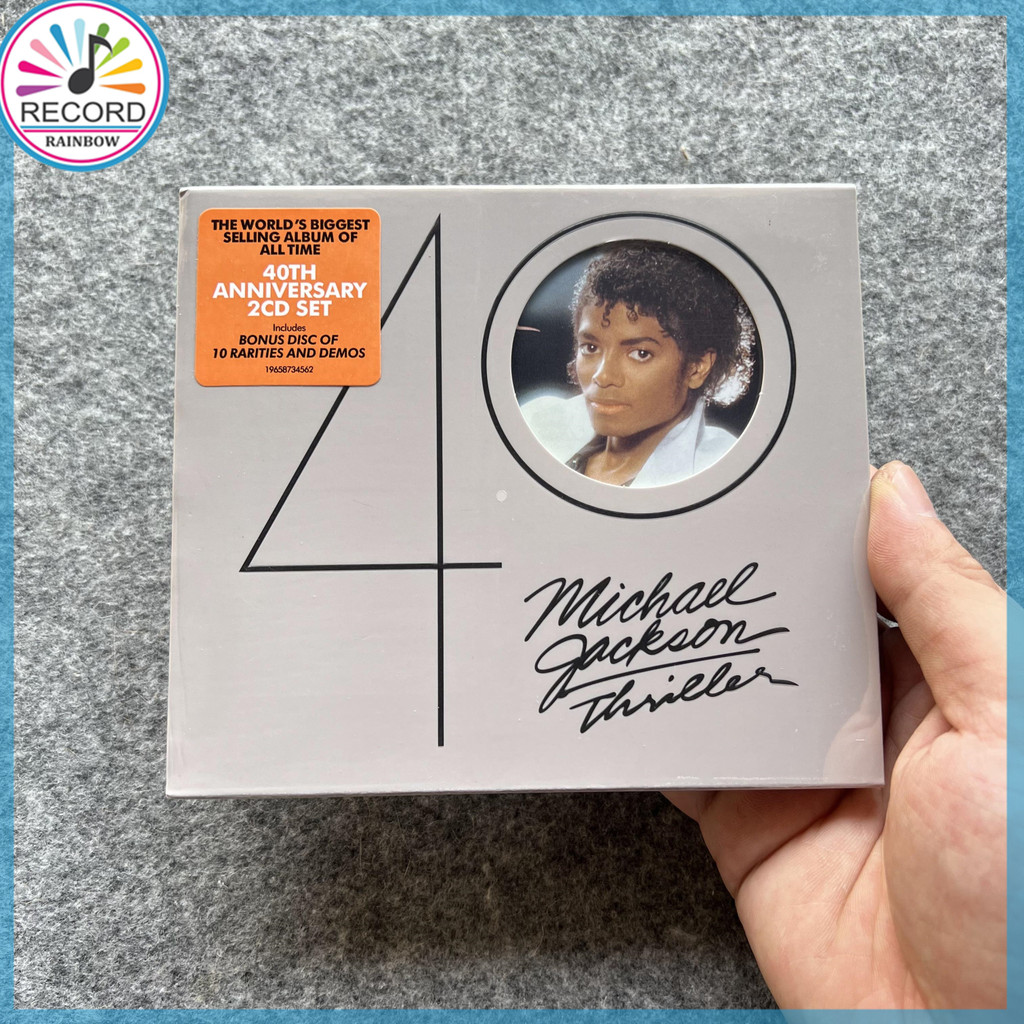 RECORD
RAINBOW
THE WORLD'S BIGGEST
SELLING ALBUM OF
ALL TIME
40TH
ANNIVERSARY
2CD SET
Includes
BONUS DISC OF
10 RARITIES AND DEMOS
19658734562
40
Michael
Jackson
Thriller